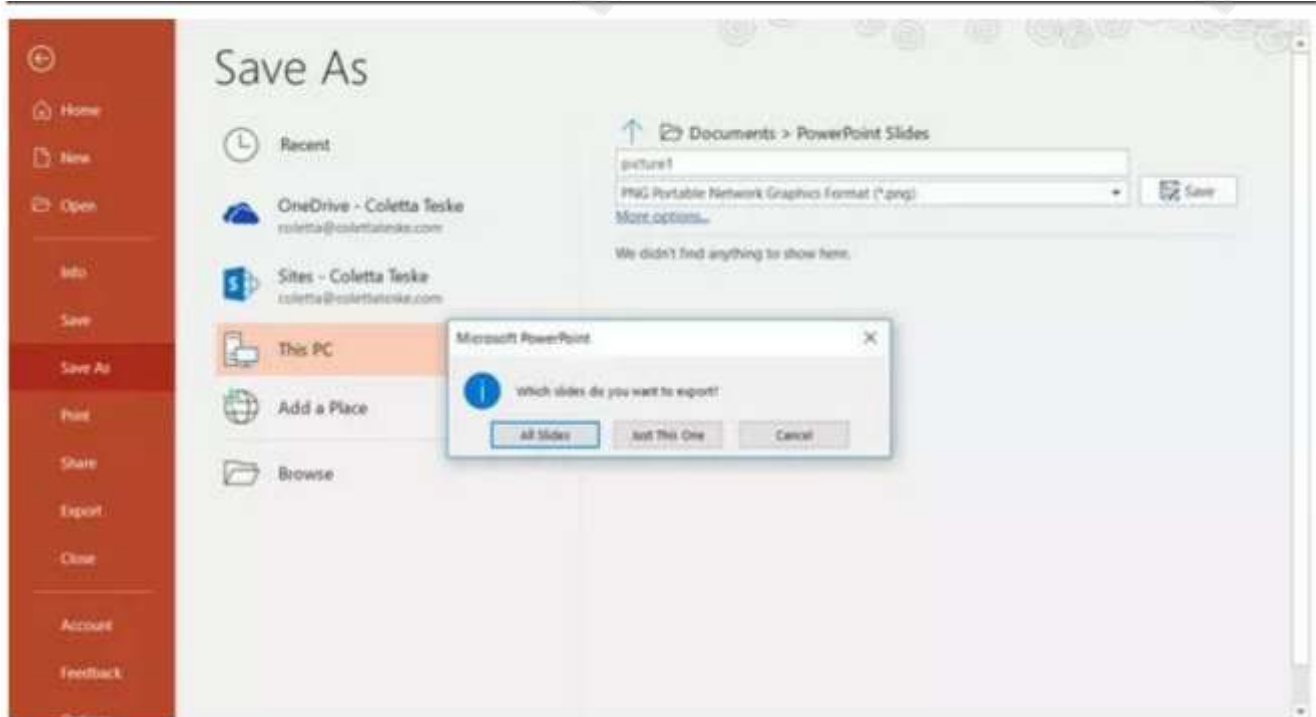 Save As
Home
New
Open
Info
Save
Save As
Print
Share
Export
Close
Account
Feedback
Recent
OneDrive - Coletta Teske
coletta@colettateske.com
Sites - Coletta Teske
coletta@colettateske.com
This PC
Add a Place
Browse
Documents > PowerPoint Slides
picture1
PNG Portable Network Graphics Format (*.png)
Save
More options...
We didn't find anything to show here.
Microsoft PowerPoint
Which slides do you want to export?
All Slides
Just This One
Cancel